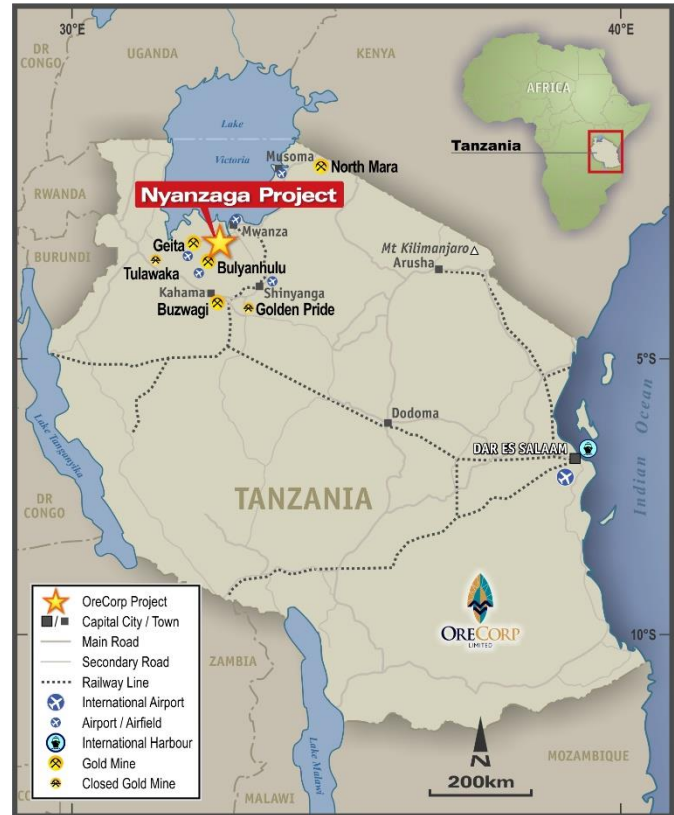 30°E
40°E
DR
CONGO
UGANDA
KENYA
AFRICA
Tanzania
Lake
Victoria
Musoma
North Mara
RWANDA
Nyanzaga Project
Mwanza
Geita
BURUNDI
Bulyanhulu
Tulawaka
Mt Kilimanjaro
Arusha
Kahama
Shinyanga
Buzwagi
Golden Pride
5°S
Lake Tanganyika
Dodoma
DAR ES SALAAM
Indian Ocean
DR
CONGO
TANZANIA
ORECORP
LIMITED
10°S
ZAMBIA
Lake Malawi
MALAWI
MOZAMBIQUE
N
200km
OreCorp Project
/ Capital City / Town
Main Road
Secondary Road
Railway Line
International Airport
Airport / Airfield
International Harbour
Gold Mine
Closed Gold Mine